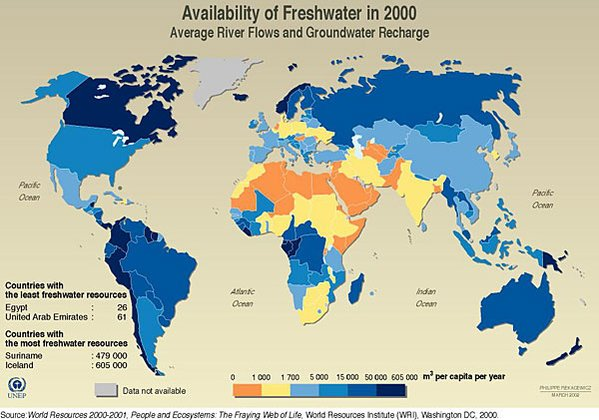 Availability of Freshwater in 2000
Average River Flows and Groundwater Recharge
Pacific
Ocean
Pacific
Ocean
Atlantic
Ocean
Indian
Ocean
Countries with
the least freshwater resources
Egypt : 26
United Arab Emirates : 61
Countries with
the most freshwater resources
Suriname : 479 000
Iceland : 605 000
UNEP
Data not available
0 1 000 1 700 5 000 15 000 50 000 605 000 m³ per capita per year
PHILIPPE REKACEWICZ
MARCH 2002
Source: World Resources 2000-2001, People and Ecosystems: The Fraying Web of Life, World Resources Institute (WRI), Washington DC, 2000.